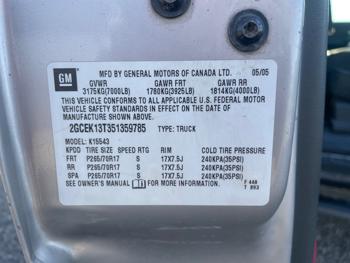 GM
MFD BY GENERAL MOTORS OF CANADA LTD. 05/05
GVWR GAWR FRT GAWR RR
3175KG(7000LB) 1780KG(3925LB) 1814KG(4000LB)
THIS VEHICLE CONFORMS TO ALL APPLICABLE U.S. FEDERAL MOTOR
VEHICLE SAFETY STANDARDS IN EFFECT ON THE DATE OF
MANUFACTURE SHOWN ABOVE.
2GCEK13T351359785 TYPE: TRUCK
MODEL: K15543
KPDD TIRE SIZE SPEED RTG RIM COLD TIRE PRESSURE
FRT P265/70R17 S 17X7.5J 240KPA(35PSI)
RR P265/70R17 S 17X7.5J 240KPA(35PSI)
SPA P265/70R17 S 17X7.5J 240KPA(35PSI)
SEE OWNER'S MANUAL FOR MORE INFORMATION